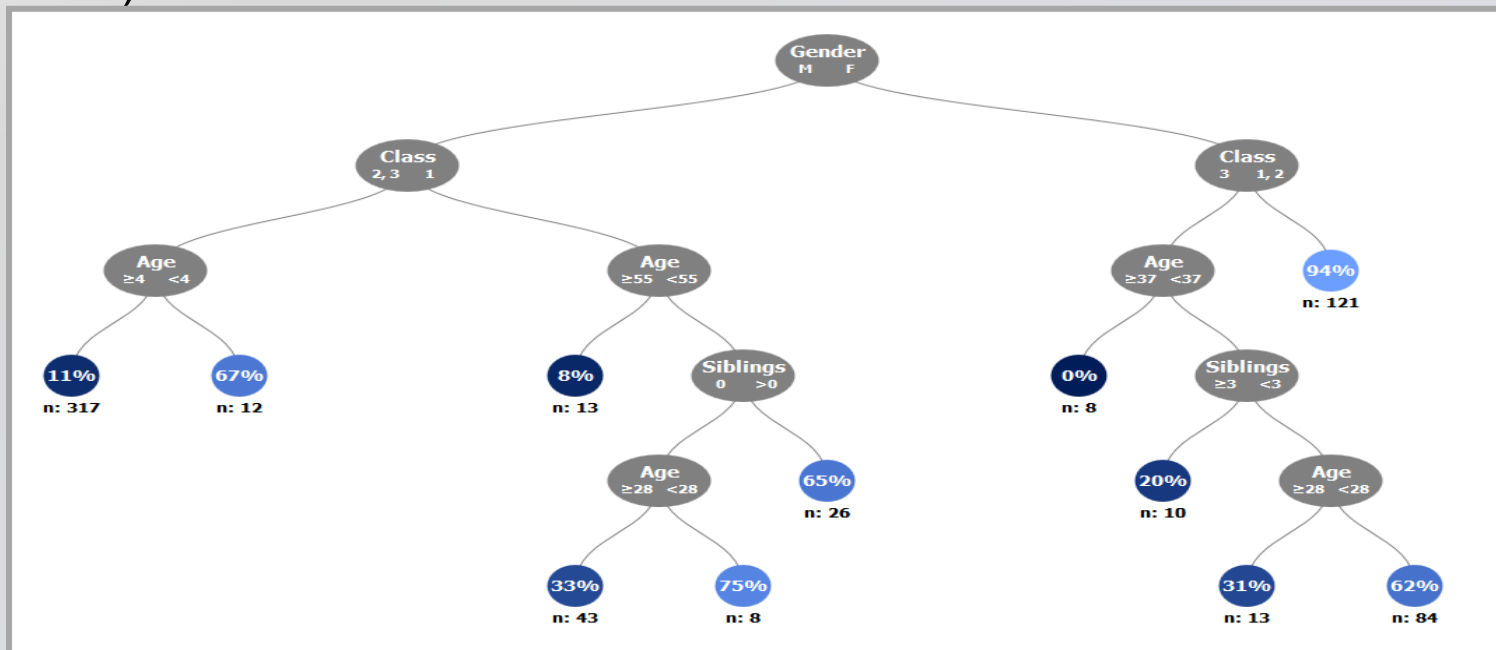 Gender
M F
Class
2, 3 1
Class
3 1, 2
Age
≥4 <4
Age
≥55 <55
Age
≥37 <37
94%
n: 121
11%
n: 317
67%
n: 12
8%
n: 13
Siblings
0 >0
0%
n: 8
Siblings
≥3 <3
Age
≥28 <28
65%
n: 26
20%
n: 10
Age
≥28 <28
33%
n: 43
75%
n: 8
31%
n: 13
62%
n: 84